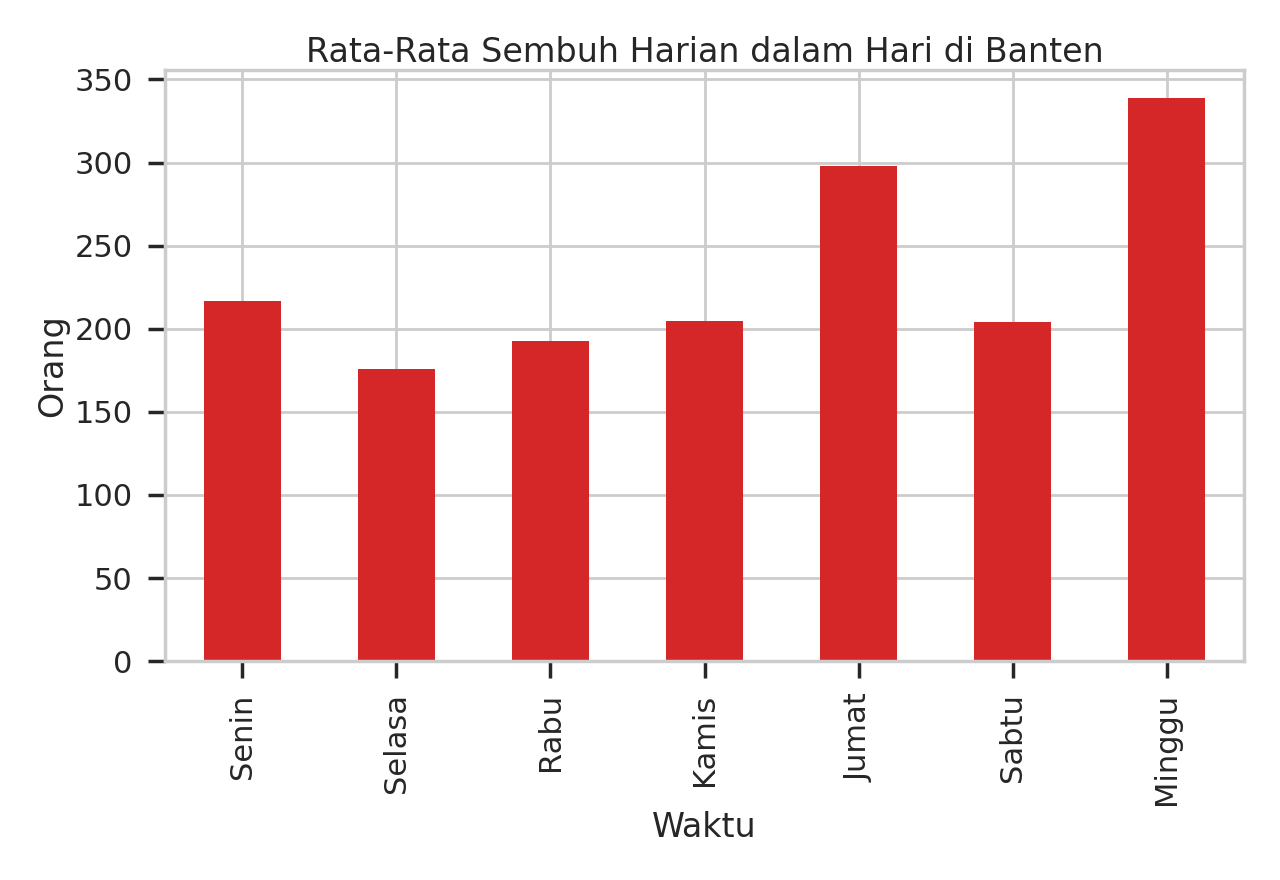 Rata-Rata Sembuh Harian dalam Hari di Banten
350
300
250
200
150
100
50
0
Orang
Senin
Selasa
Rabu
Kamis
Jumat
Sabtu
Minggu
Waktu